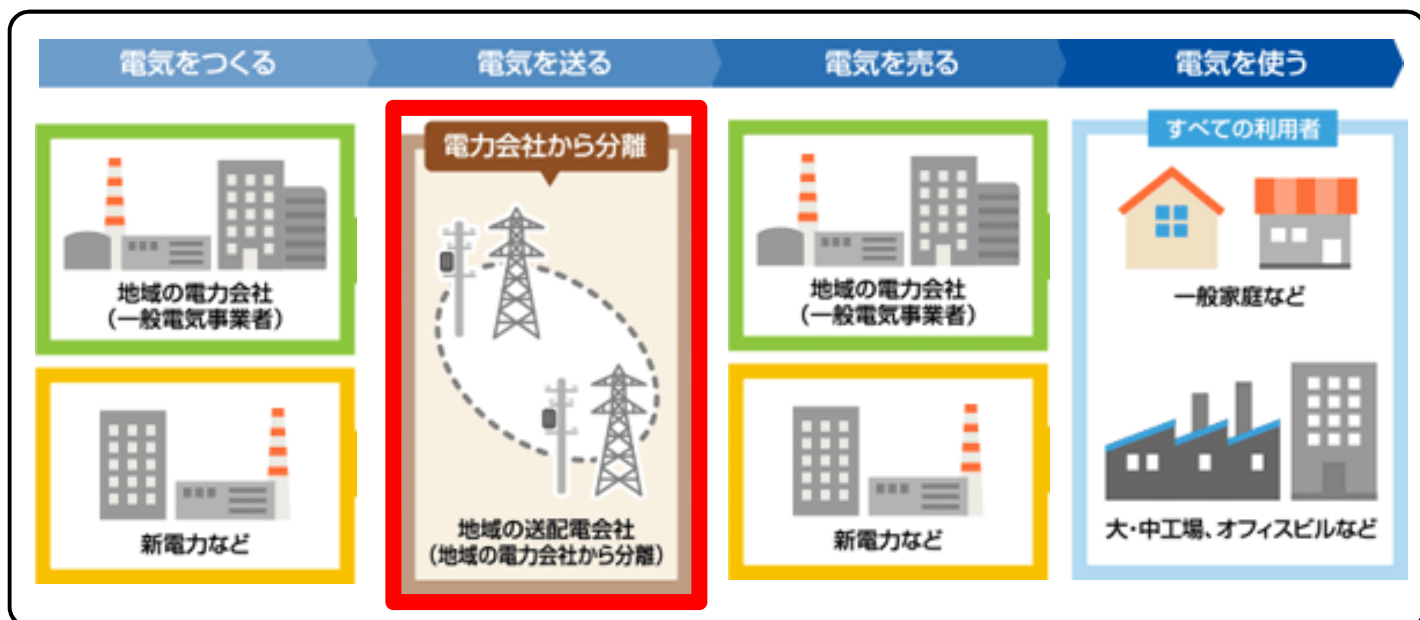 電気をつくる
電気を送る
電気を売る
電気を使う
地域の電力会社
（一般電気事業者）
新電力など
電力会社から分離
地域の送配電会社
（地域の電力会社から分離）
地域の電力会社
（一般電気事業者）
新電力など
すべての利用者
一般家庭など
大・中工場、オフィスビルなど